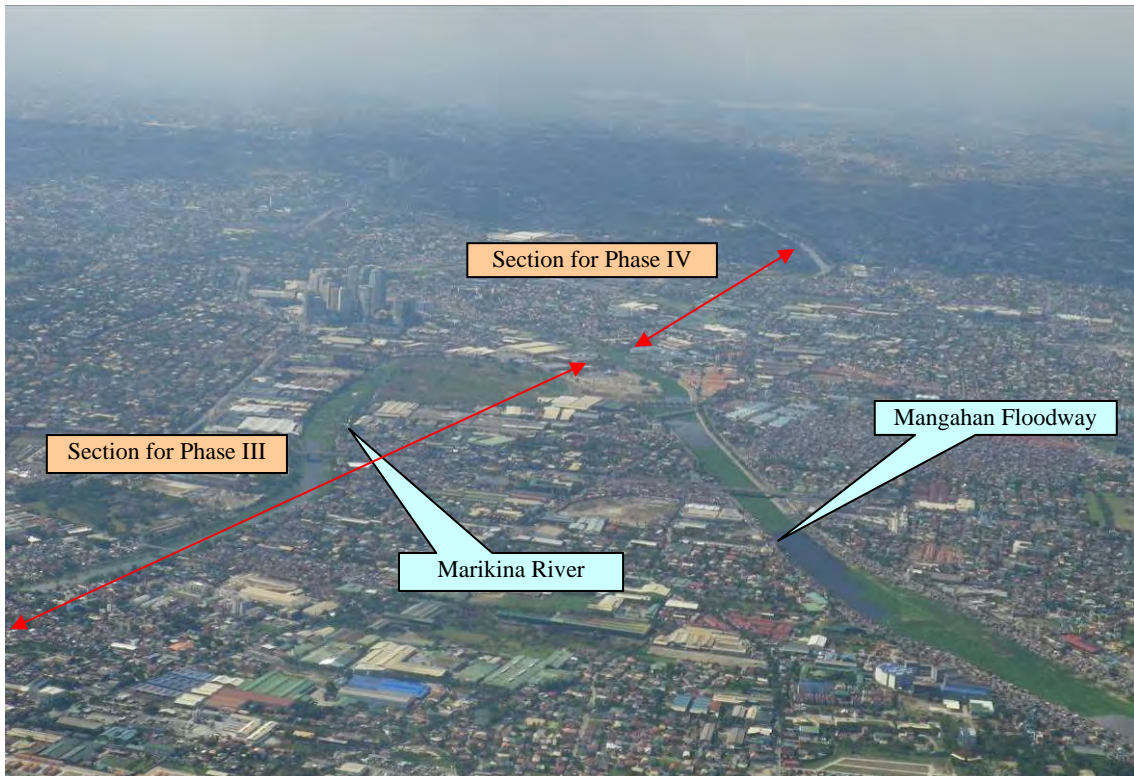 Section for Phase IV
Mangahan Floodway
Section for Phase III
Marikina River